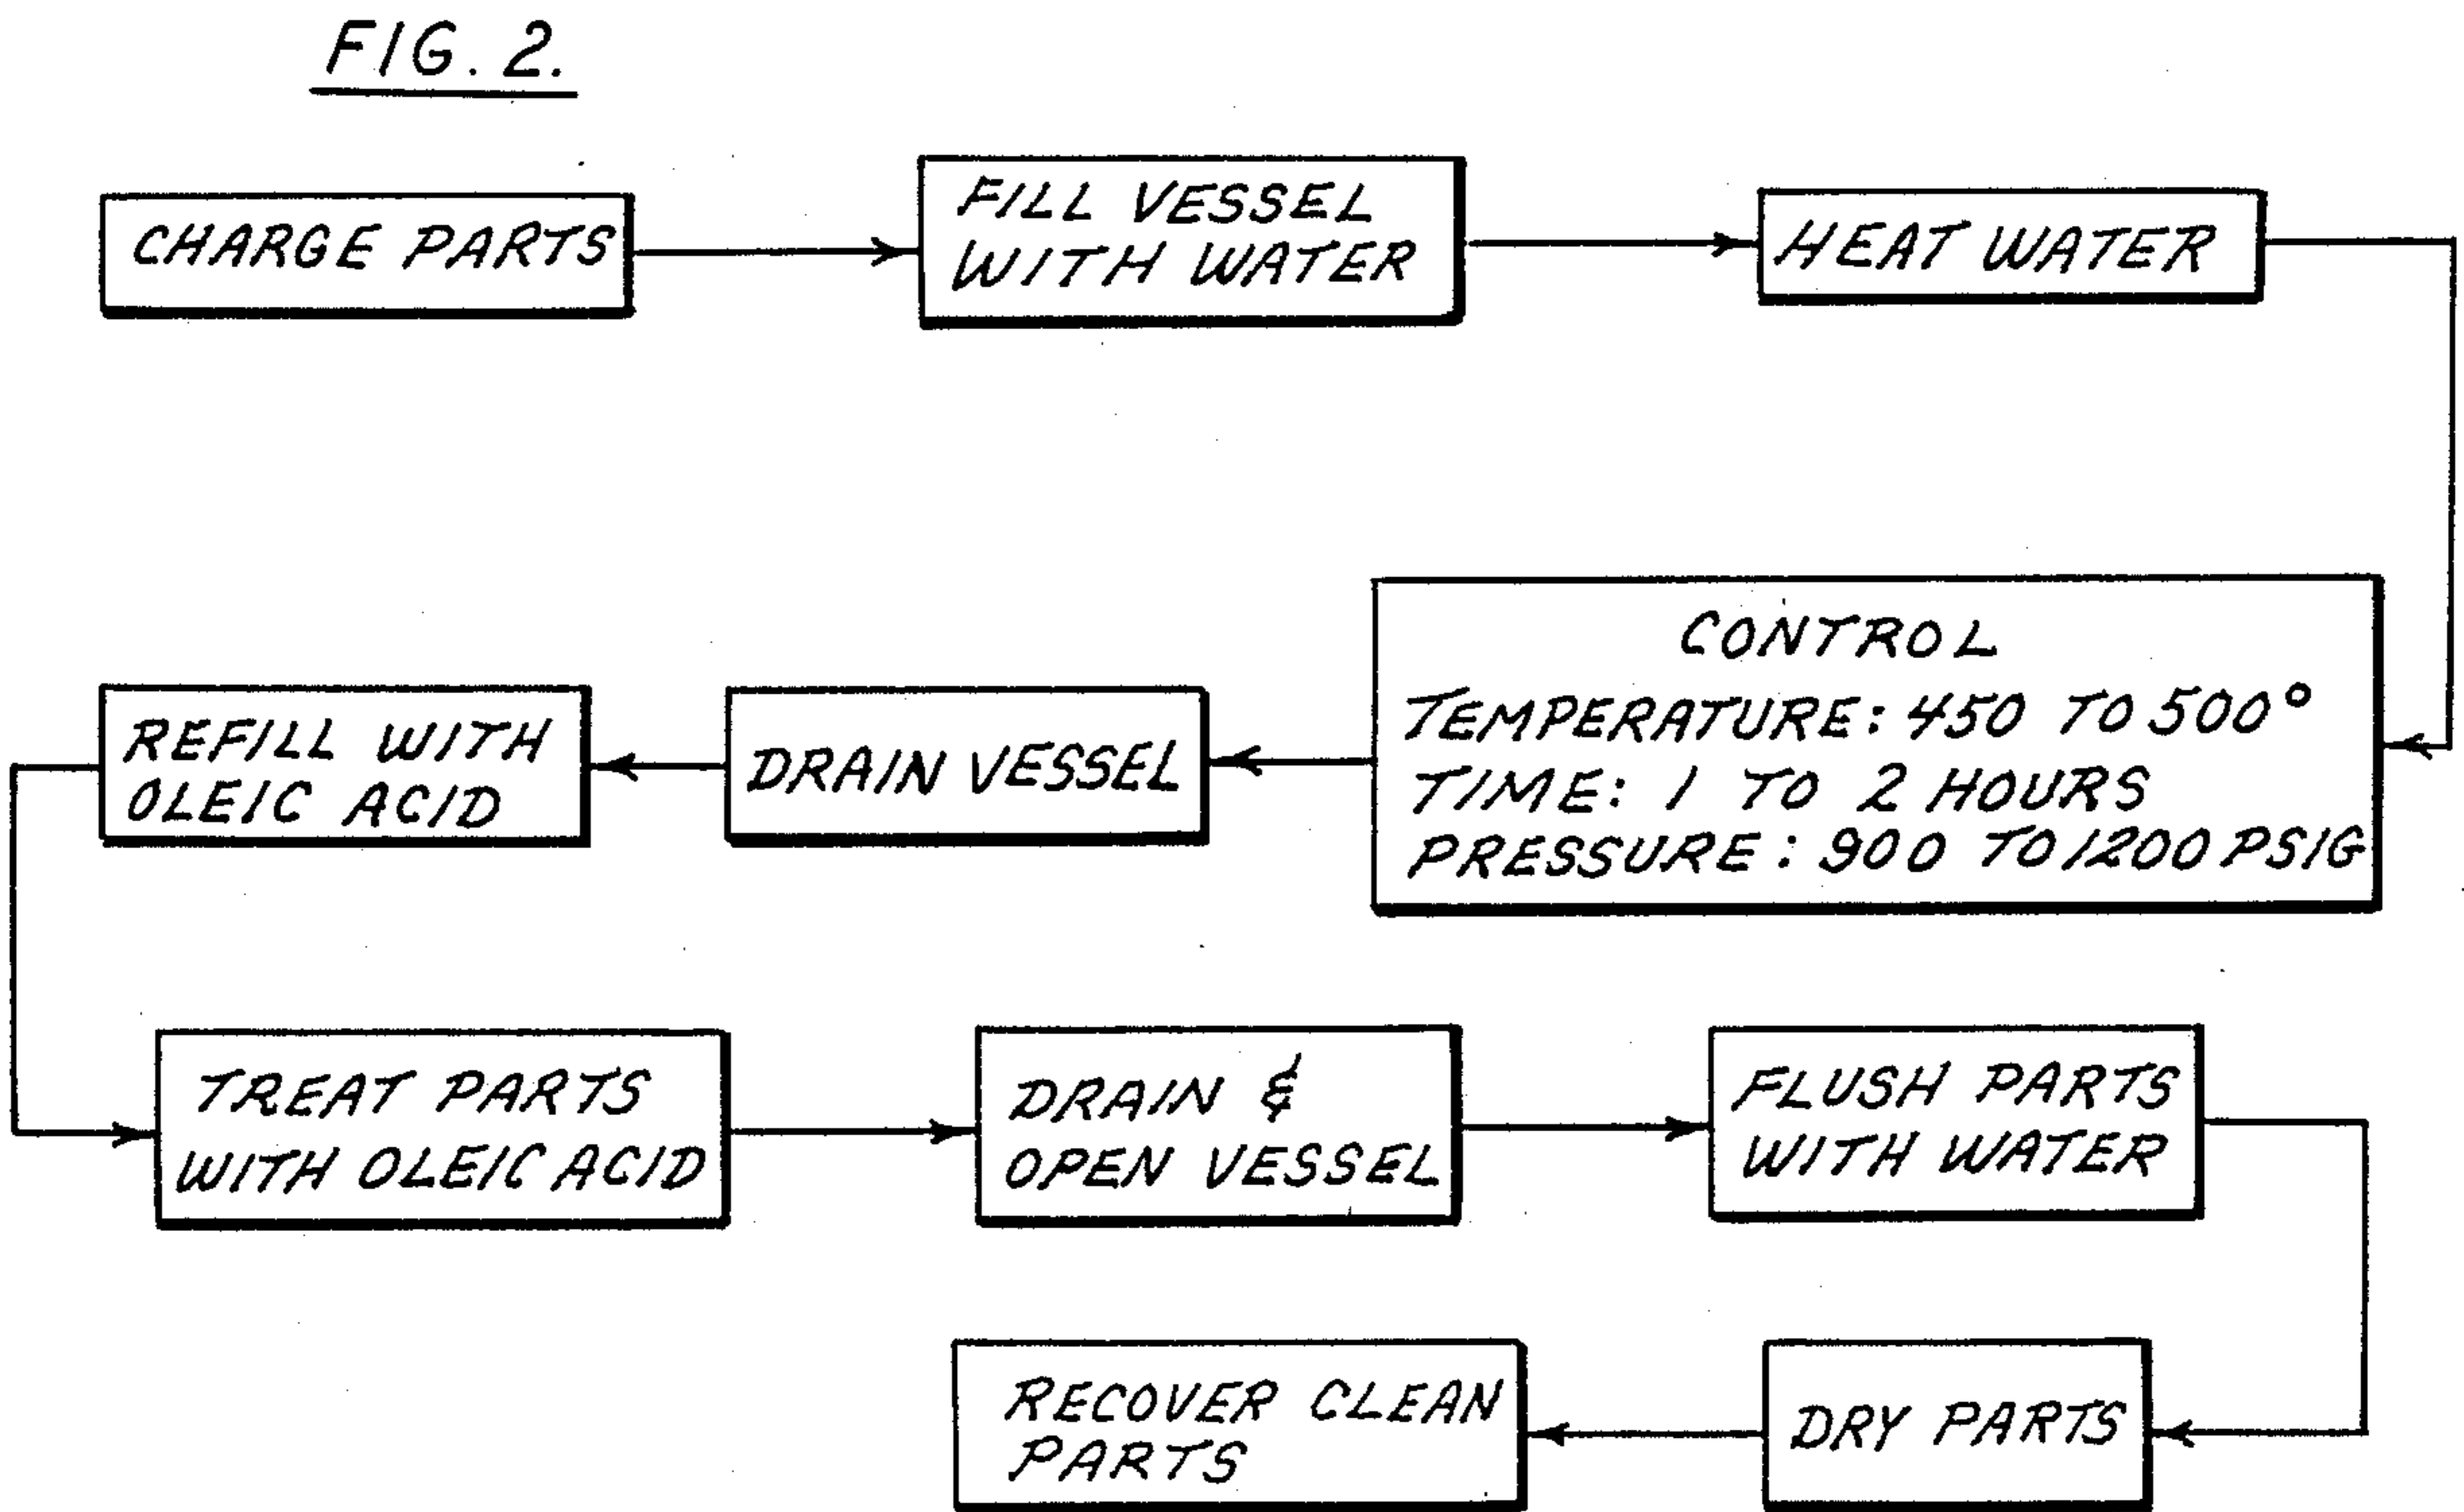 FIG. 2.
CHARGE PARTS
FILL VESSEL
WITH WATER
HEAT WATER
CONTROL
TEMPERATURE: 450 TO 500°
TIME: 1 TO 2 HOURS
PRESSURE: 900 TO 1200 PSIG
DRAIN VESSEL
REFILL WITH
OLEIC ACID
TREAT PARTS
WITH OLEIC ACID
DRAIN &
OPEN VESSEL
FLUSH PARTS
WITH WATER
DRY PARTS
RECOVER CLEAN
PARTS